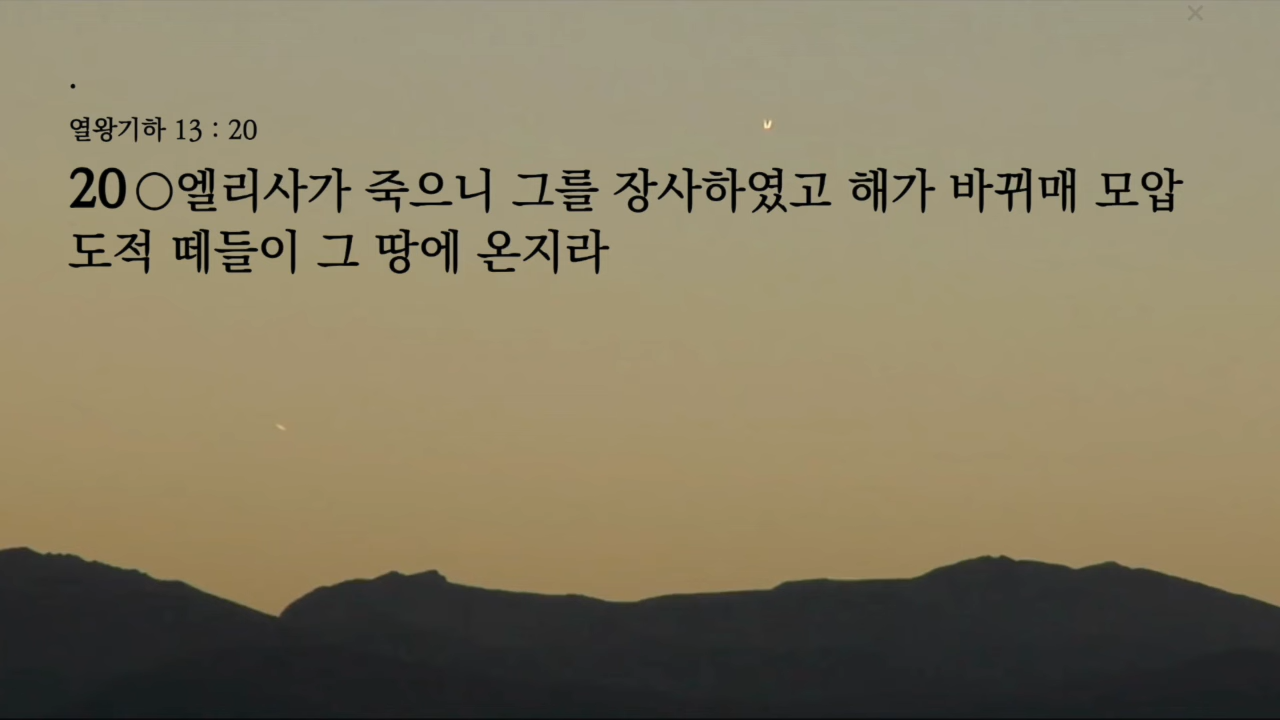 .
열왕기하 13 : 20
20 ○엘리사가 죽으니 그를 장사하였고 해가 바뀌매 모압
도적 떼들이 그 땅에 온지라